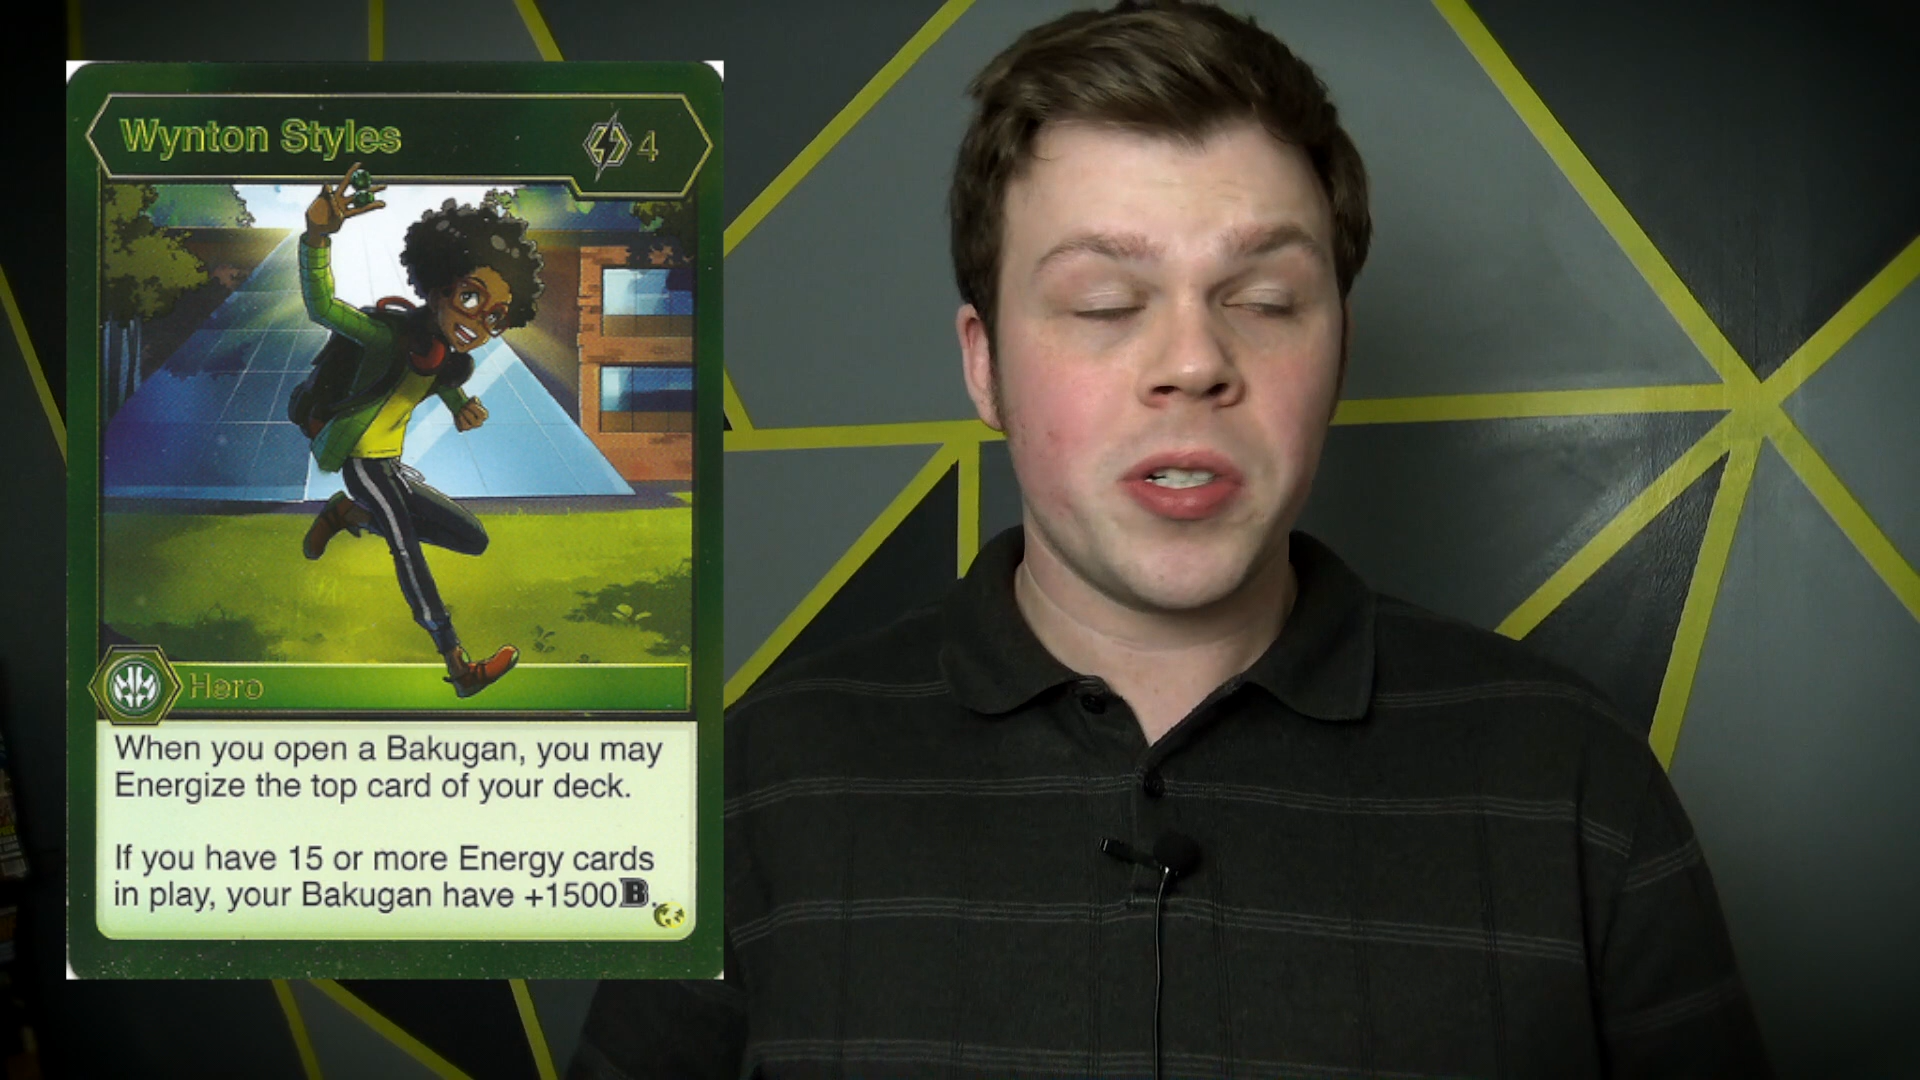 Wynton Styles 4
Hero
When you open a Bakugan, you may
Energize the top card of your deck.
If you have 15 or more Energy cards
in play, your Bakugan have +1500B.